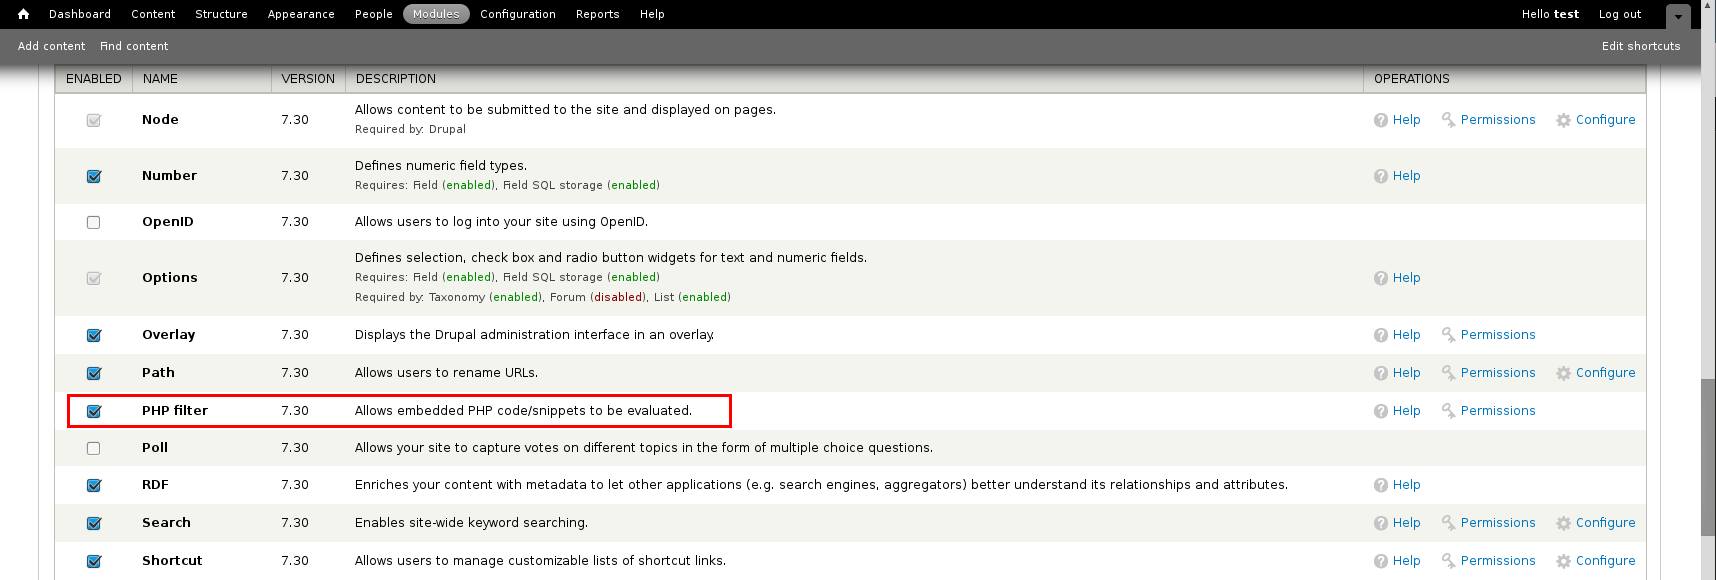 Dashboard Content Structure Appearance People Modules Configuration Reports Help Hello test Log out
Add content Find content Edit shortcuts
ENABLED NAME VERSION DESCRIPTION OPERATIONS
Node 7.30 Allows content to be submitted to the site and displayed on pages. Help Permissions Configure
Required by: Drupal
Number 7.30 Defines numeric field types. Help
Requires: Field (enabled), Field SQL storage (enabled)
OpenID 7.30 Allows users to log into your site using OpenID.
Options 7.30 Defines selection, check box and radio button widgets for text and numeric fields. Help
Requires: Field (enabled), Field SQL storage (enabled)
Required by: Taxonomy (enabled), Forum (disabled), List (enabled)
Overlay 7.30 Displays the Drupal administration interface in an overlay. Help Permissions
Path 7.30 Allows users to rename URLs. Help Permissions Configure
PHP filter 7.30 Allows embedded PHP code/snippets to be evaluated. Help Permissions
Poll 7.30 Allows your site to capture votes on different topics in the form of multiple choice questions.
RDF 7.30 Enriches your content with metadata to let other applications (e.g. search engines, aggregators) better understand its relationships and attributes. Help
Search 7.30 Enables site-wide keyword searching. Help Permissions Configure
Shortcut 7.30 Allows users to manage customizable lists of shortcut links. Help Permissions Configure